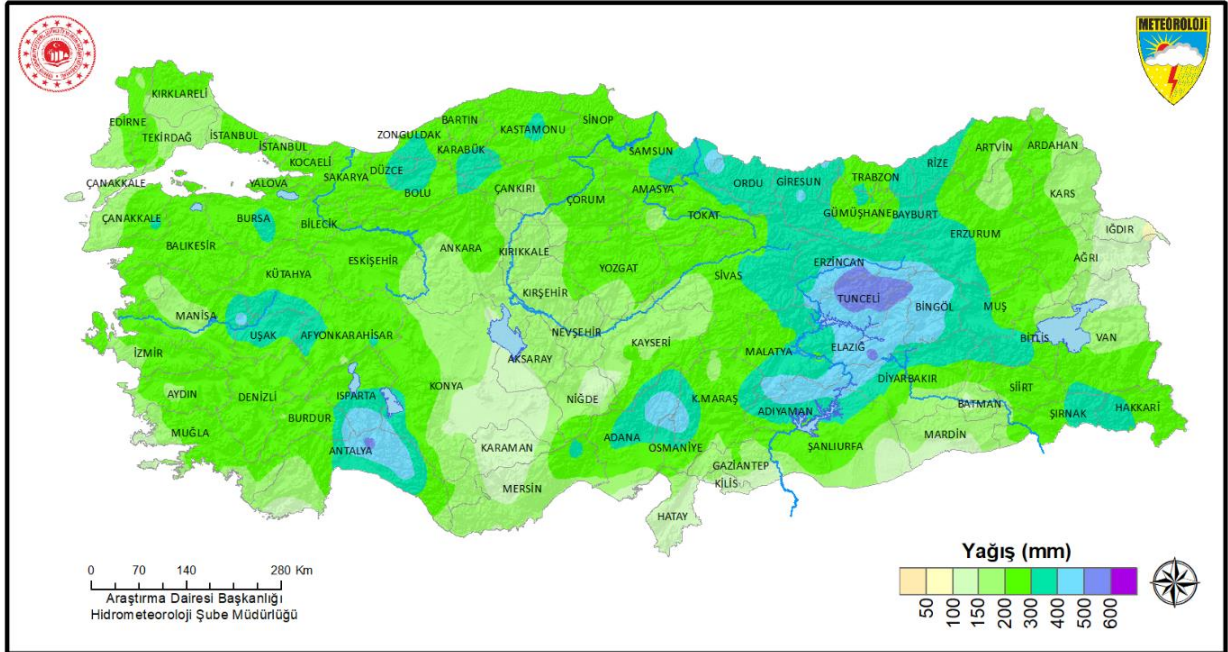 METEOROLOJİ
KIRKLARELİ
EDİRNE
TEKİRDAĞ
İSTANBUL
İSTANBUL
KOCAELİ
YALOVA
SAKARYA
DÜZCE
ZONGULDAK
BARTIN
KARABÜK
KASTAMONU
SİNOP
SAMSUN
BOLU
ÇANKIRI
ÇORUM
AMASYA
TOKAT
ORDU
GİRESUN
TRABZON
RİZE
ARTVİN
ARDAHAN
KARS
GÜMÜŞHANE
BAYBURT
ERZURUM
IĞDIR
AĞRI
ÇANAKKALE
ÇANAKKALE
BURSA
BİLECİK
BALIKESİR
ESKİŞEHİR
ANKARA
KIRIKKALE
YOZGAT
SİVAS
ERZİNCAN
TUNCELİ
BİNGÖL
MUŞ
KÜTAHYA
KIRŞEHİR
MANİSA
UŞAK
AFYONKARAHİSAR
NEVŞEHİR
KAYSERİ
MALATYA
ELAZIĞ
BİTLİS
VAN
İZMİR
AKSARAY
DİYARBAKIR
SİİRT
AYDIN
DENİZLİ
ISPARTA
KONYA
NİĞDE
K.MARAŞ
ADIYAMAN
BATMAN
ŞIRNAK
HAKKARİ
MUĞLA
BURDUR
ANTALYA
KARAMAN
ADANA
OSMANİYE
GAZİANTEP
ŞANLIURFA
MARDİN
MERSİN
KİLİS
HATAY
0 70 140 280 Km
Araştırma Dairesi Başkanlığı
Hidrometeoroloji Şube Müdürlüğü
Yağış (mm)
50 100 150 200 300 400 500 600